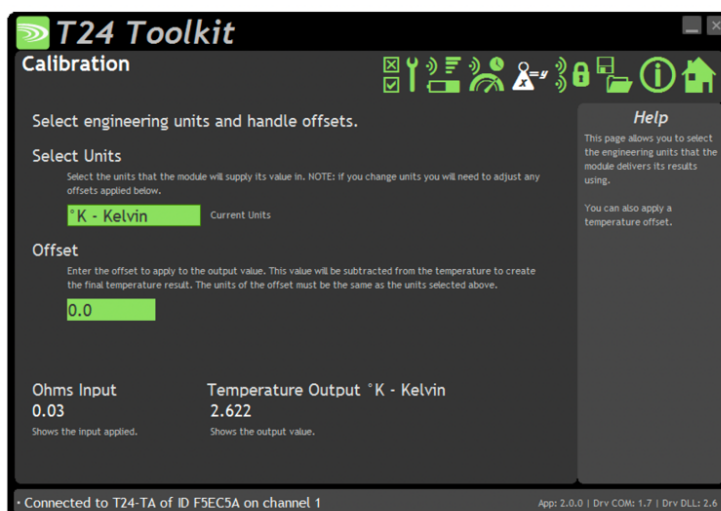 T24 Toolkit
Calibration
Select engineering units and handle offsets.
Select Units
Select the units that the module will supply its value in. NOTE: if you change units you will need to adjust any
offsets applied below.
°K - Kelvin
Current Units
Offset
Enter the offset to apply to the output value. This value will be subtracted from the temperature to create
the final temperature result. The units of the offset must be the same as the units selected above.
0.0
Ohms Input
0.03
Shows the input applied.
Temperature Output °K - Kelvin
2.622
Shows the output value.
Help
This page allows you to select
the engineering units that the
module delivers its results
using.
You can also apply a
temperature offset.
· Connected to T24-TA of ID F5EC5A on channel 1
App: 2.0.0 | Drv COM: 1.7 | Drv DLL: 2.6